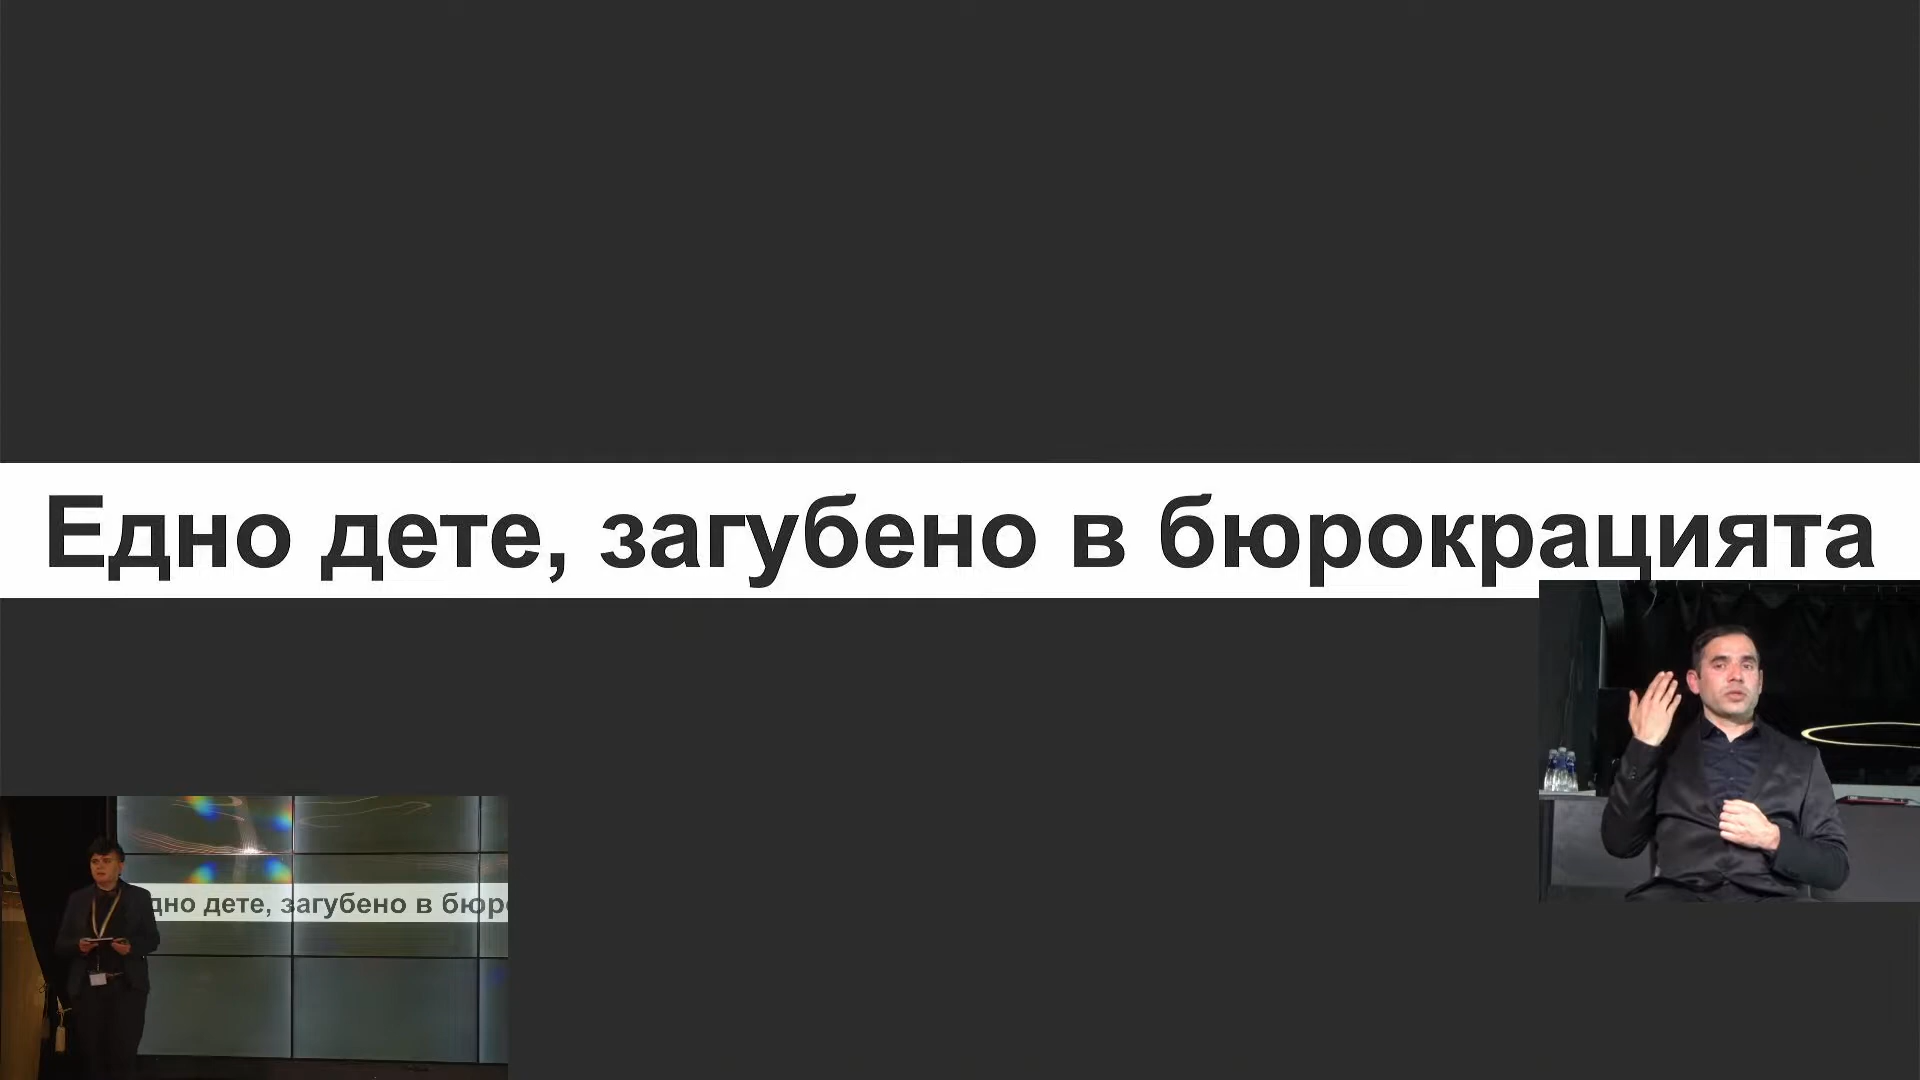 Едно дете, загубено в бюрокрацията
дно дете, загубено в бюр